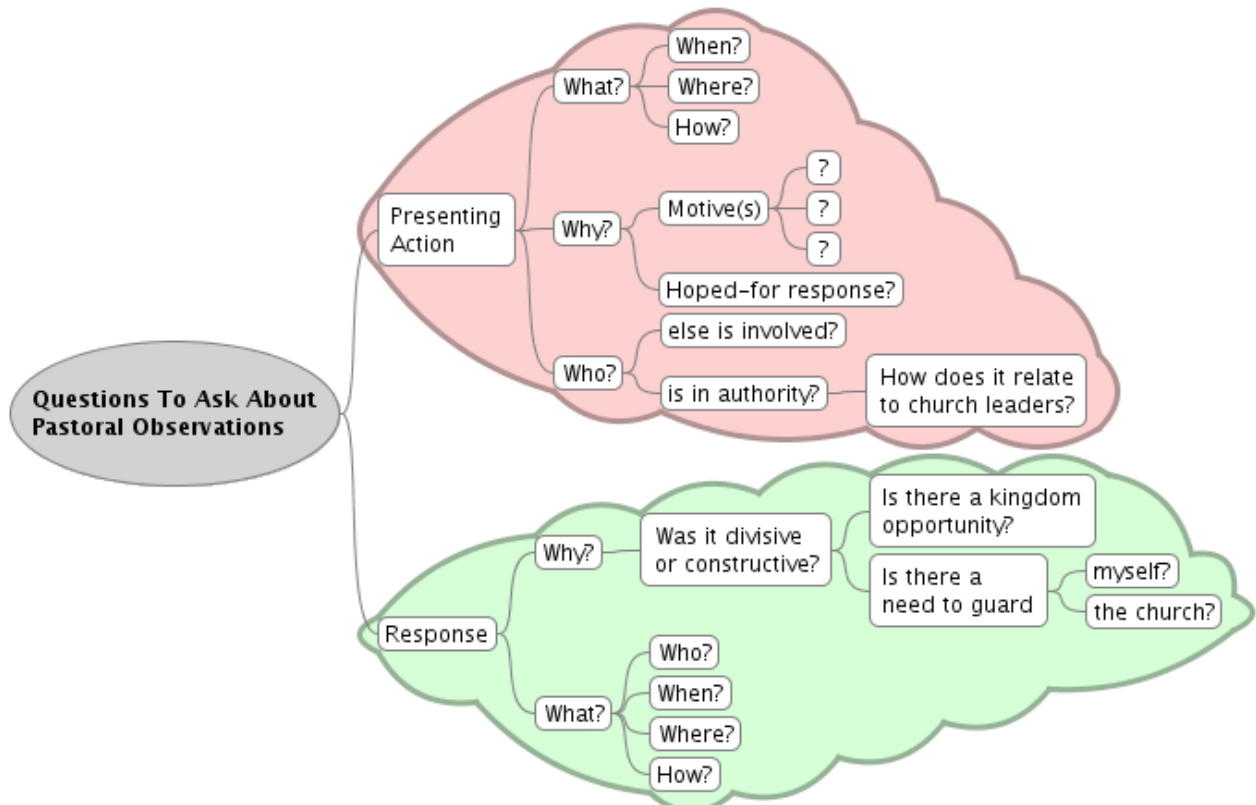 Questions To Ask About
Pastoral Observations
Presenting
Action
What?
When?
Where?
How?
Why?
Motive(s)
?
?
?
Hoped-for response?
Who?
else is involved?
is in authority?
How does it relate
to church leaders?
Response
Why?
Was it divisive
or constructive?
Is there a kingdom
opportunity?
Is there a
need to guard
myself?
the church?
What?
Who?
When?
Where?
How?